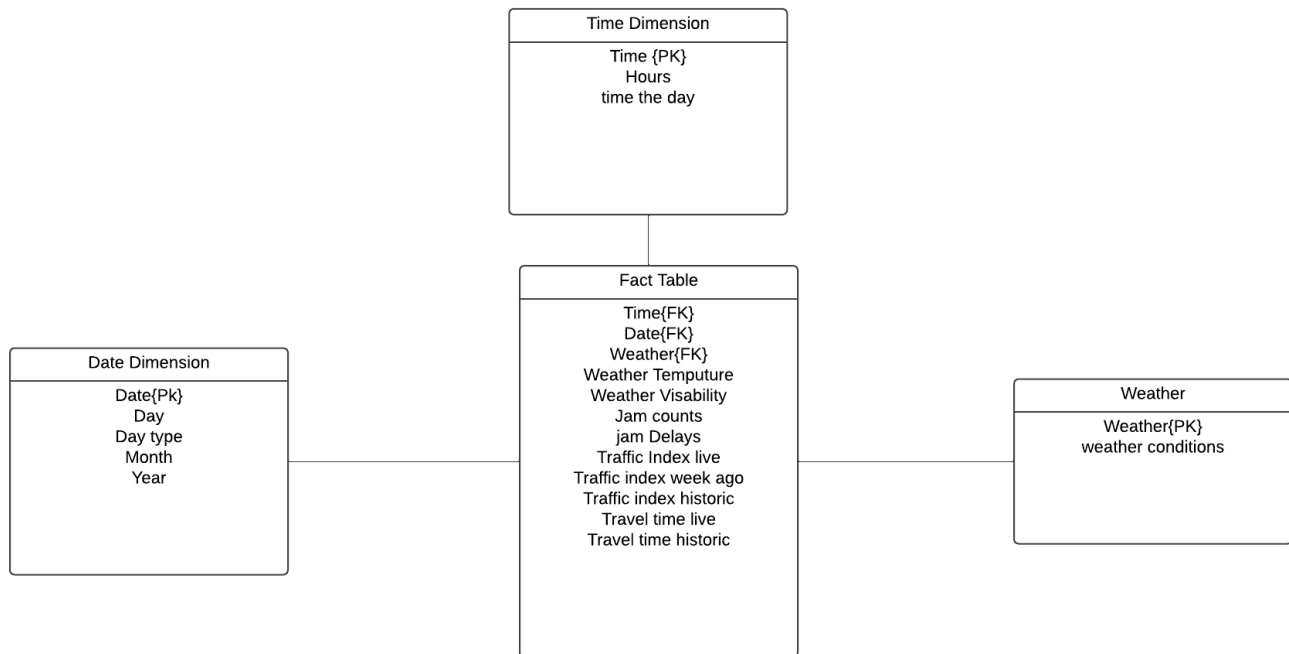 Time Dimension
Time {PK}
Hours
time the day
Fact Table
Time{FK}
Date{FK}
Weather{FK}
Weather Temputure
Weather Visability
Jam counts
jam Delays
Traffic Index live
Traffic index week ago
Traffic index historic
Travel time live
Travel time historic
Date Dimension
Date{Pk}
Day
Day type
Month
Year
Weather
Weather{PK}
weather conditions